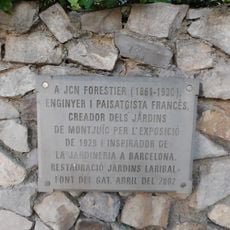 A JCN FORESTIER (1861-1930),
ENGINYER I PAISATGISTA FRANCÈS,
CREADOR DELS JARDINS
DE MONTJUÏC PER L'EXPOSICIÓ
DE 1929 I INSPIRADOR DE
LA JARDINERIA A BARCELONA.
RESTAURACIÓ JARDINS LARIBAL-
FONT DEL GAT. ABRIL DEL 2002